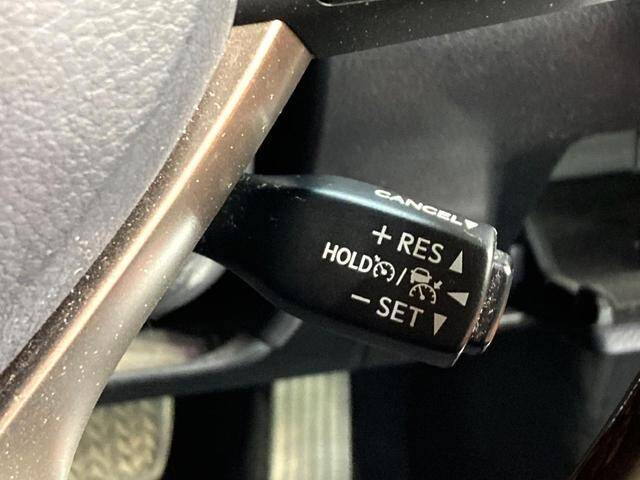 CANCEL
+ RES
HOLD /
− SET